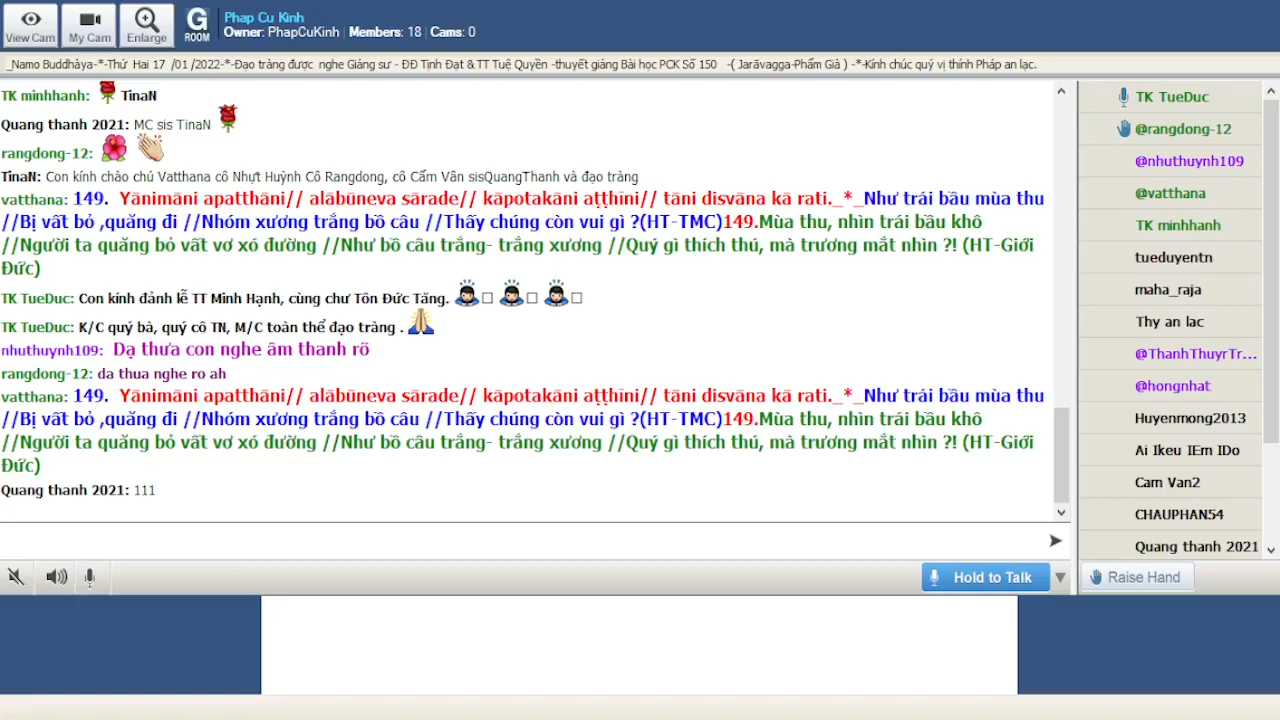 View Cam
My Cam
Enlarge
G
ROOM
Phap Cu Kinh
Owner: PhapCuKinh | Members: 18 | Cams: 0
_Namo Buddhàya-*-Thứ Hai 17 /01 /2022-*-Đạo tràng được nghe Giảng sư - ĐĐ Tịnh Đạt & TT Tuệ Quyền -thuyết giảng Bài học PCK Số 150 -( Jarāvagga-Phẩm Già ) -*-Kính chúc quý vị thính Pháp an lạc.
TK minhhanh: TinaN
Quang thanh 2021: MC sis TinaN
rangdong-12:
TinaN: Con kính chào chú Vatthana cô Nhựt Huỳnh Cô Rangdong, cô Cẩm Vân sisQuangThanh và đạo tràng
vatthana: 149. Yānimāni apatthāni// alābūneva sārade// kāpotakāni aṭṭhīni// tāni disvāna kā rati._*_Như trái bầu mùa thu
//Bị vất bỏ ,quăng đi //Nhóm xương trắng bồ câu //Thấy chúng còn vui gì ?(HT-TMC)149.Mùa thu, nhìn trái bầu khô
//Người ta quăng bỏ vất vơ xó đường //Như bồ câu trắng- trắng xương //Quý gì thích thú, mà trương mắt nhìn ?! (HT-Giới
Đức)
TK TueDuc: Con kính đảnh lễ TT Minh Hạnh, cùng chư Tôn Đức Tăng.
TK TueDuc: K/C quý bà, quý cô TN, M/C toàn thể đạo tràng .
nhuthuynh109: Dạ thưa con nghe âm thanh rõ
rangdong-12: da thua nghe ro ah
vatthana: 149. Yānimāni apatthāni// alābūneva sārade// kāpotakāni aṭṭhīni// tāni disvāna kā rati._*_Như trái bầu mùa thu
//Bị vất bỏ ,quăng đi //Nhóm xương trắng bồ câu //Thấy chúng còn vui gì ?(HT-TMC)149.Mùa thu, nhìn trái bầu khô
//Người ta quăng bỏ vất vơ xó đường //Như bồ câu trắng- trắng xương //Quý gì thích thú, mà trương mắt nhìn ?! (HT-Giới
Đức)
Quang thanh 2021: 111
Hold to Talk
TK TueDuc
@rangdong-12
@nhuthuynh109
@vatthana
TK minhhanh
tueduyentn
maha_raja
Thy an lac
@ThanhThuyrTr...
@hongnhat
Huyenmong2013
Ai Ikeu IEm IDo
Cam Van2
CHAUPHAN54
Quang thanh 2021
Raise Hand